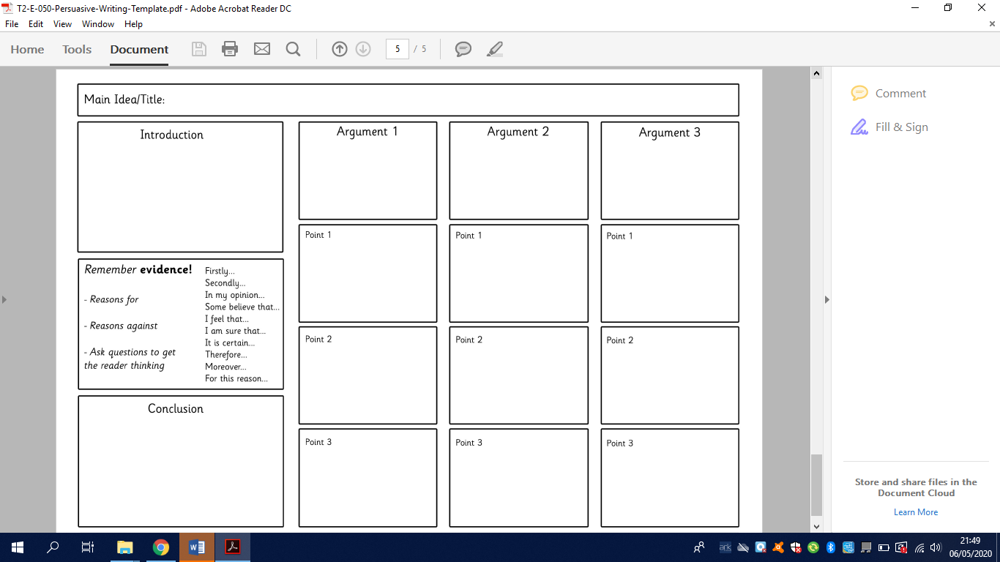 T2-E-050-Persuasive-Writing-Template.pdf - Adobe Acrobat Reader DC
File Edit View Window Help
Home Tools Document 5 / 5
Comment
Fill & Sign
Store and share files in the
Document Cloud
Learn More
Main Idea/Title:
Introduction
Remember evidence!
- Reasons for
- Reasons against
- Ask questions to get
the reader thinking
Firstly...
Secondly...
In my opinion...
Some believe that...
I feel that...
I am sure that...
It is certain...
Therefore...
Moreover...
For this reason...
Conclusion
Argument 1
Point 1
Point 2
Point 3
Argument 2
Point 1
Point 2
Point 3
Argument 3
Point 1
Point 2
Point 3
ark
21:49
06/05/2020